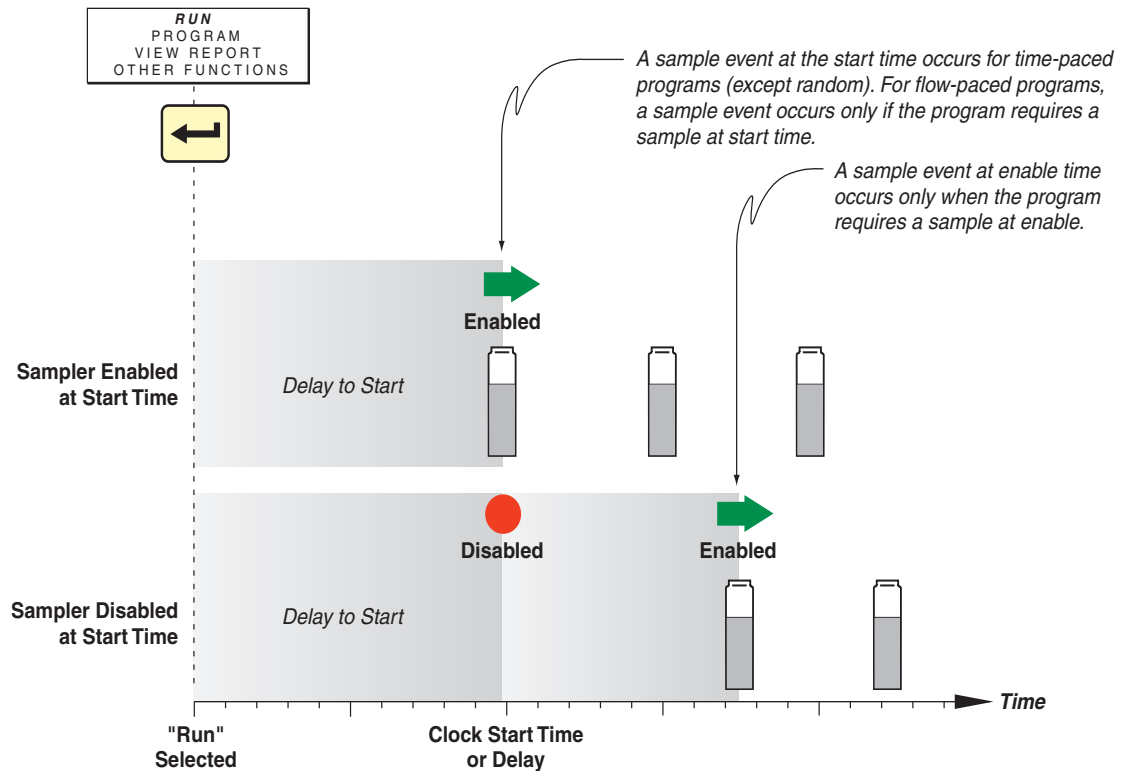 RUN
PROGRAM
VIEW REPORT
OTHER FUNCTIONS
A sample event at the start time occurs for time-paced
programs (except random). For flow-paced programs,
a sample event occurs only if the program requires a
sample at start time.
A sample event at enable time
occurs only when the program
requires a sample at enable.
Enabled
Sampler Enabled
at Start Time
Delay to Start
Disabled
Enabled
Sampler Disabled
at Start Time
Delay to Start
Time
"Run"
Selected
Clock Start Time
or Delay